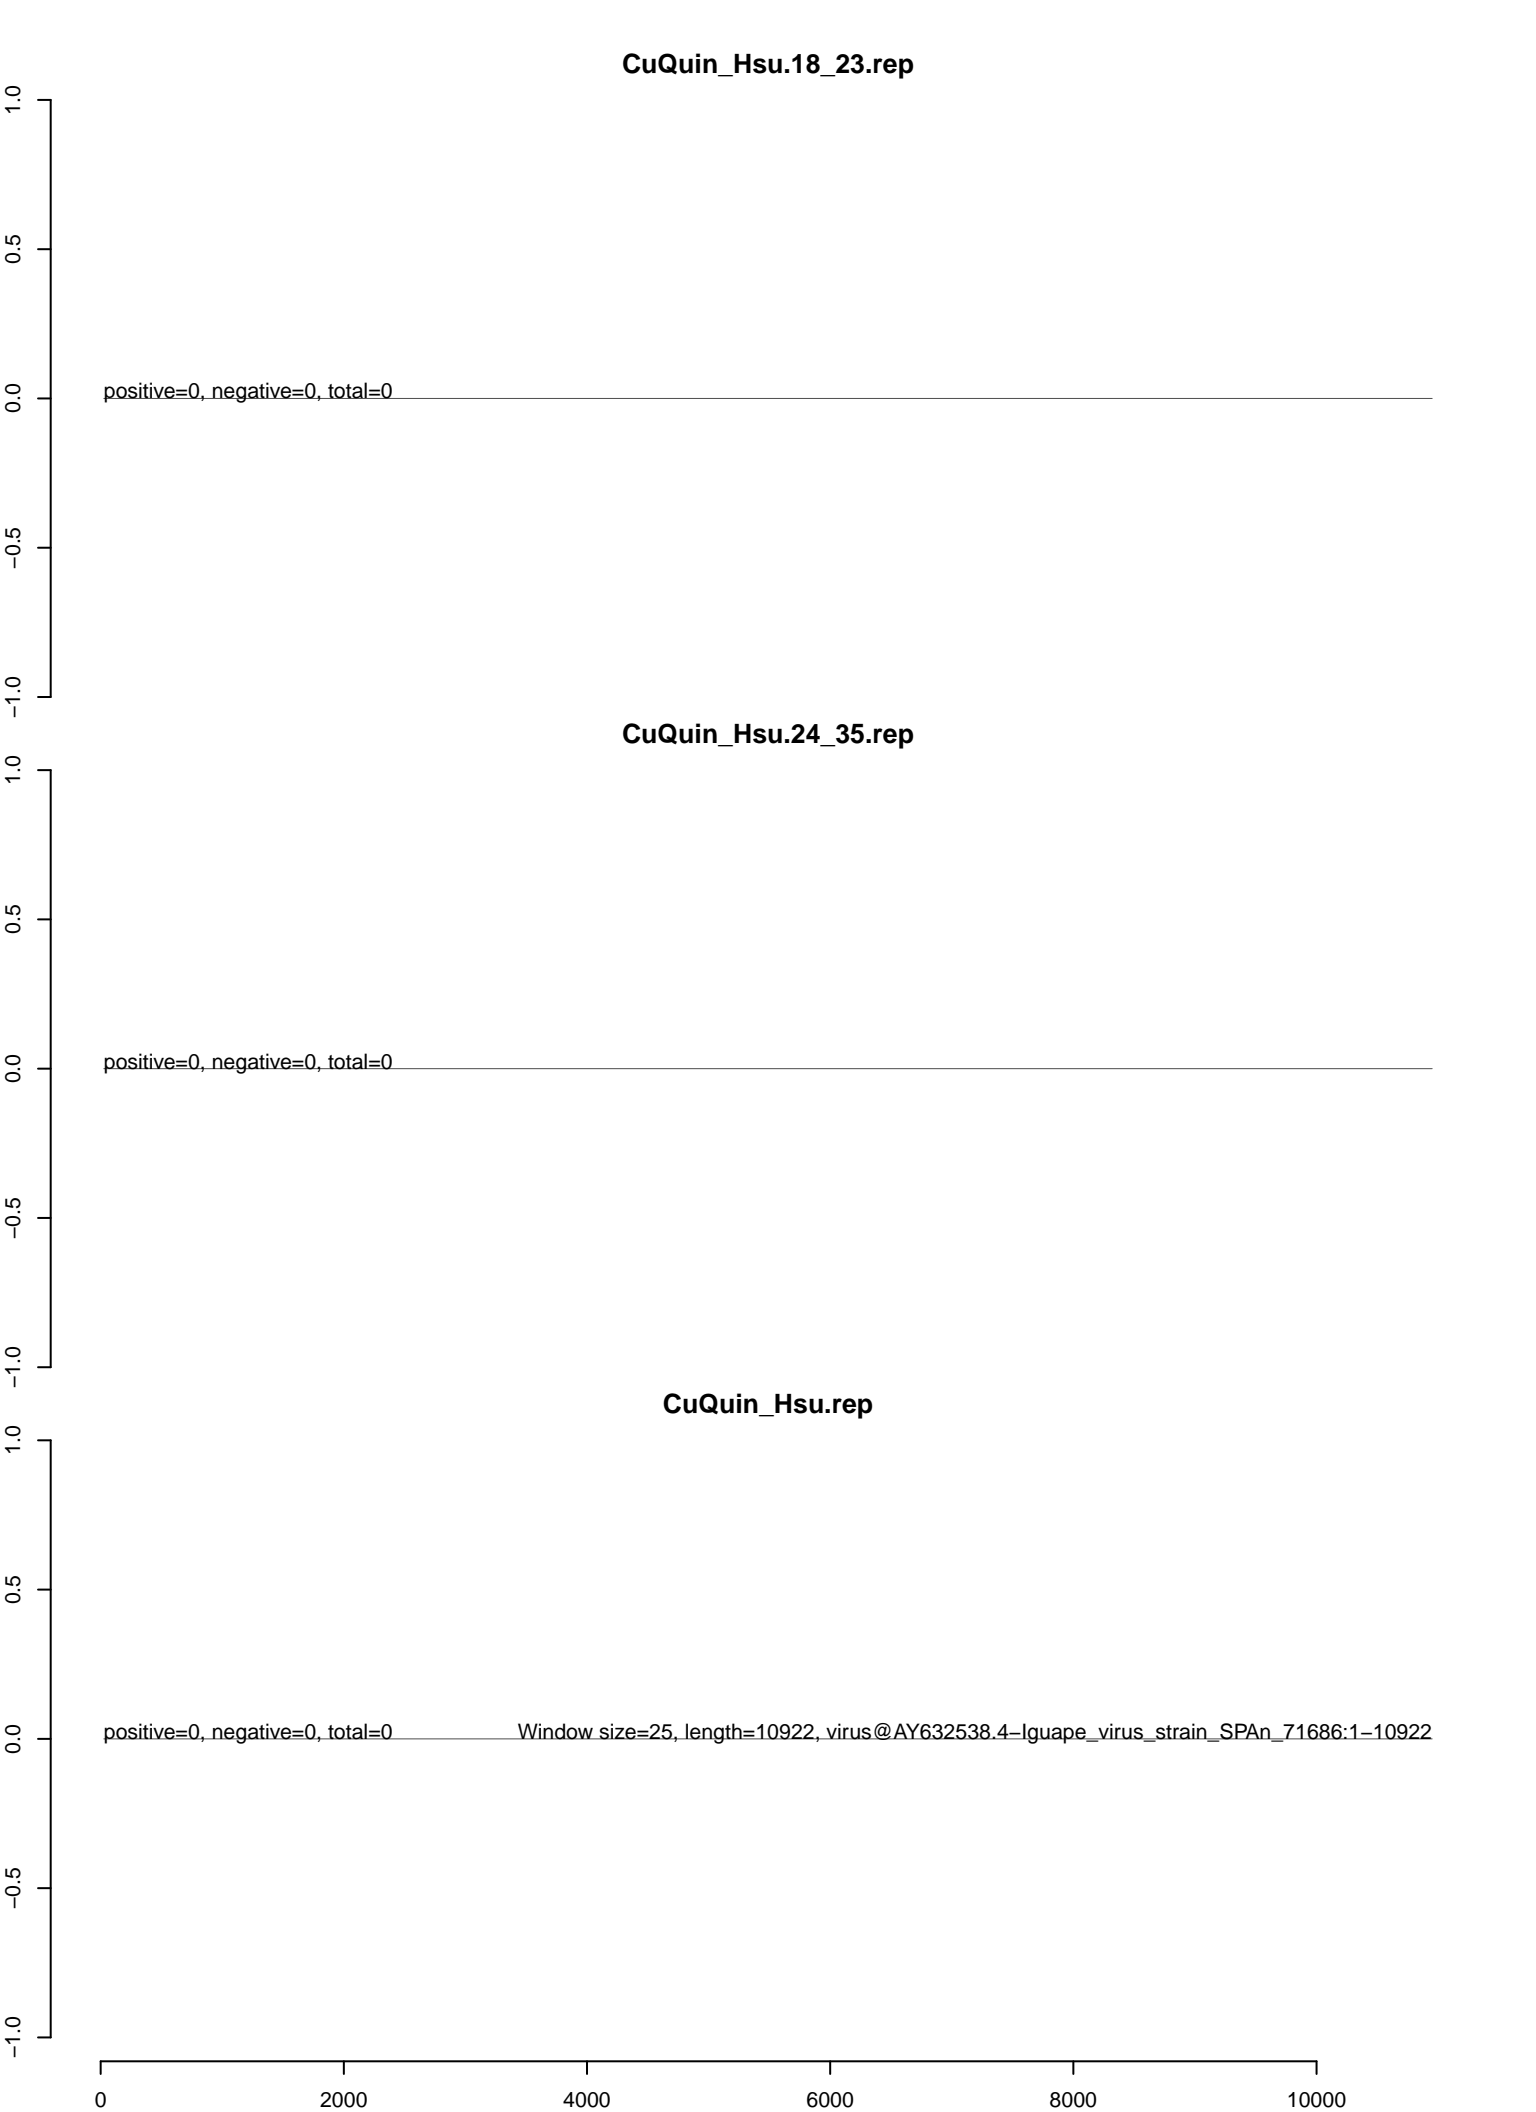 CuQuin_Hsu.18_23.rep
1.0
0.5
0.0
−0.5
−1.0
positive=0, negative=0, total=0
CuQuin_Hsu.24_35.rep
1.0
0.5
0.0
−0.5
−1.0
positive=0, negative=0, total=0
CuQuin_Hsu.rep
1.0
0.5
0.0
−0.5
−1.0
positive=0, negative=0, total=0
Window size=25, length=10922, virus@AY632538.4−Iguape_virus_strain_SPAn_71686:1−10922
0 2000 4000 6000 8000 10000